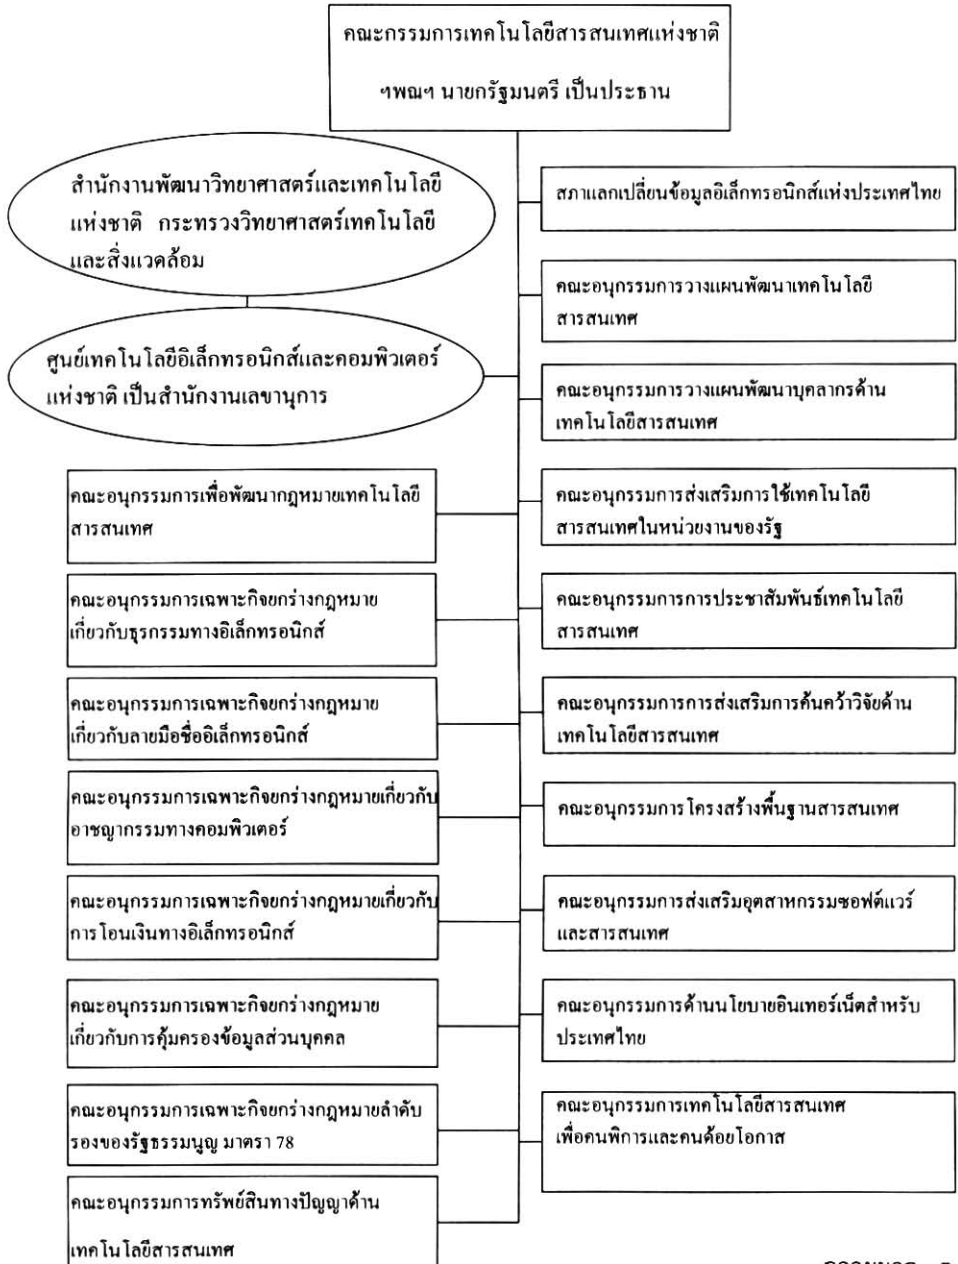 คณะกรรมการเทคโนโลยีสารสนเทศแห่งชาติ
ฯพณฯ นายกรัฐมนตรี เป็นประธาน
สำนักงานพัฒนาวิทยาศาสตร์และเทคโนโลยี
แห่งชาติ กระทรวงวิทยาศาสตร์เทคโนโลยี
และสิ่งแวดล้อม
ศูนย์เทคโนโลยีอิเล็กทรอนิกส์และคอมพิวเตอร์
แห่งชาติ เป็นสำนักงานเลขานุการ
คณะอนุกรรมการเพื่อพัฒนากฎหมายเทคโนโลยี
สารสนเทศ
คณะอนุกรรมการเฉพาะกิจยกร่างกฎหมาย
เกี่ยวกับธุรกรรมทางอิเล็กทรอนิกส์
คณะอนุกรรมการเฉพาะกิจยกร่างกฎหมาย
เกี่ยวกับลายมือชื่ออิเล็กทรอนิกส์
คณะอนุกรรมการเฉพาะกิจยกร่างกฎหมายเกี่ยวกับ
อาชญากรรมทางคอมพิวเตอร์
คณะอนุกรรมการเฉพาะกิจยกร่างกฎหมายเกี่ยวกับ
การโอนเงินทางอิเล็กทรอนิกส์
คณะอนุกรรมการเฉพาะกิจยกร่างกฎหมาย
เกี่ยวกับการคุ้มครองข้อมูลส่วนบุคคล
คณะอนุกรรมการเฉพาะกิจยกร่างกฎหมายลำดับ
รองของรัฐธรรมนูญ มาตรา 78
คณะอนุกรรมการทรัพย์สินทางปัญญาด้าน
เทคโนโลยีสารสนเทศ
สภาแลกเปลี่ยนข้อมูลอิเล็กทรอนิกส์แห่งประเทศไทย
คณะอนุกรรมการวางแผนพัฒนาเทคโนโลยี
สารสนเทศ
คณะอนุกรรมการวางแผนพัฒนาบุคลากรด้าน
เทคโนโลยีสารสนเทศ
คณะอนุกรรมการส่งเสริมการใช้เทคโนโลยี
สารสนเทศในหน่วยงานของรัฐ
คณะอนุกรรมการการประชาสัมพันธ์เทคโนโลยี
สารสนเทศ
คณะอนุกรรมการการส่งเสริมการค้นคว้าวิจัยด้าน
เทคโนโลยีสารสนเทศ
คณะอนุกรรมการโครงสร้างพื้นฐานสารสนเทศ
คณะอนุกรรมการส่งเสริมอุตสาหกรรมซอฟต์แวร์
และสารสนเทศ
คณะอนุกรรมการด้านนโยบายอินเทอร์เน็ตสำหรับ
ประเทศไทย
คณะอนุกรรมการเทคโนโลยีสารสนเทศ
เพื่อคนพิการและคนด้อยโอกาส